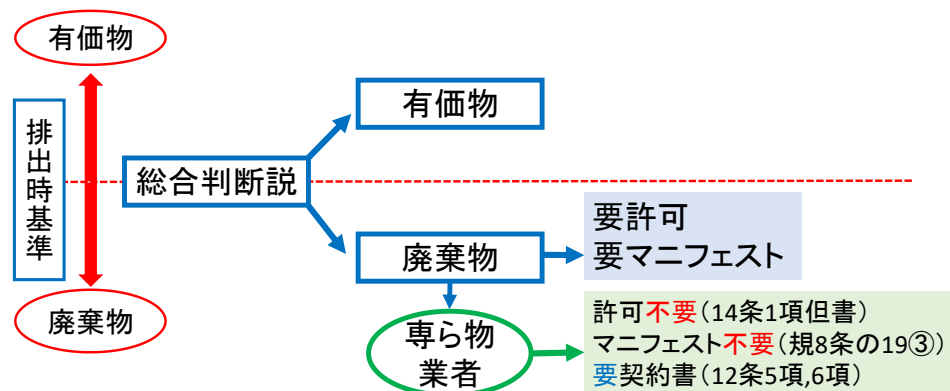 有価物
排出時基準
廃棄物
総合判断説
有価物
廃棄物
要許可
要マニフェスト
専ら物
業者
許可不要（14条1項但書）
マニフェスト不要（規8条の19③）
要契約書（12条5項,6項）